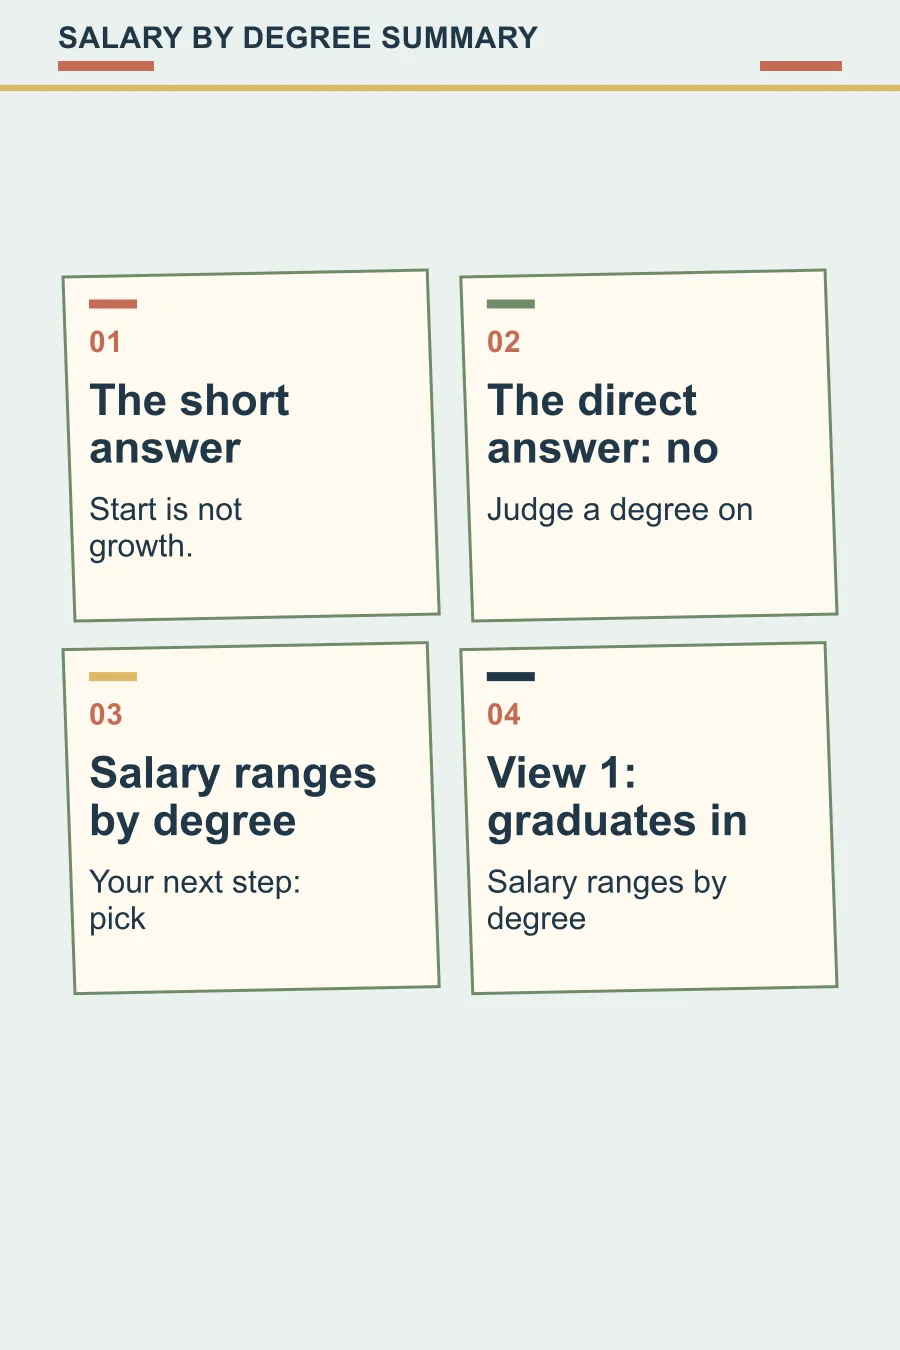 SALARY BY DEGREE SUMMARY
01
The short
answer
Start is not
growth.
02
The direct
answer: no
Judge a degree on
03
Salary ranges
by degree
Your next step:
pick
04
View 1:
graduates in
Salary ranges by
degree